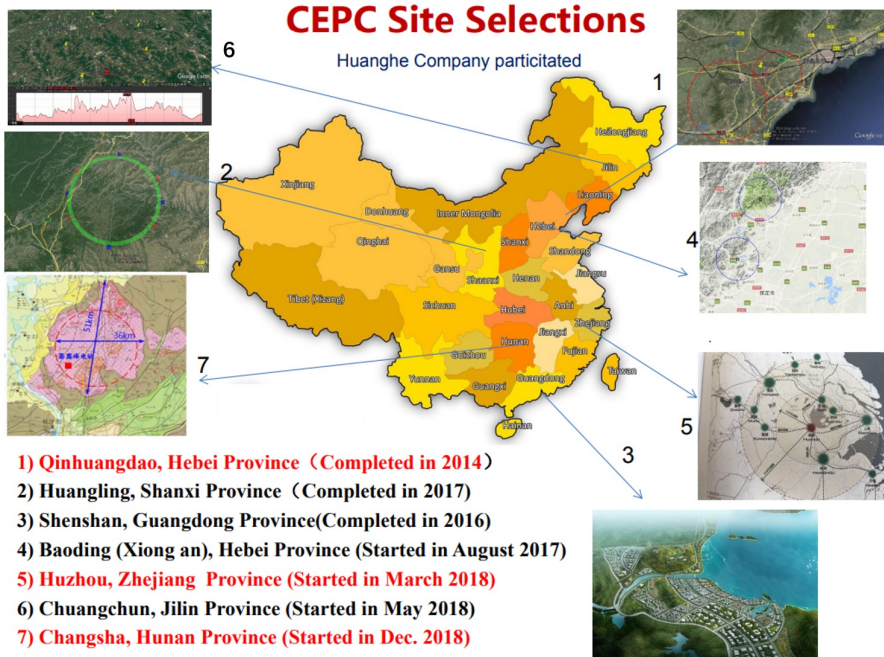 CEPC Site Selections
Huanghe Company particitated
6
1
2
4
7
5
3
Google Earth
Google earth
Heilongjiang
Jilin
Liaoning
Xinjiang
Donhuang
Inner Mongolia
Hebei
Qinghai
Shanxi
Shandong
Gansu
Shaanxi
Henan
Jiangsu
Tibet (Xizang)
Sichuan
Hubei
Anhi
Zhejiang
Hunan
Jiangxi
Guizhou
Fujian
Yunnan
Guangxi
Guangdong
Taiwan
Hainan
51km
36km
1) Qinhuangdao, Hebei Province（Completed in 2014）
2) Huangling, Shanxi Province（Completed in 2017)
3) Shenshan, Guangdong Province(Completed in 2016)
4) Baoding (Xiong an), Hebei Province (Started in August 2017)
5) Huzhou, Zhejiang Province (Started in March 2018)
6) Chuangchun, Jilin Province (Started in May 2018)
7) Changsha, Hunan Province (Started in Dec. 2018)